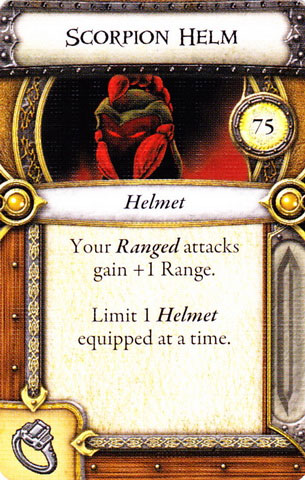 Scorpion Helm
75
Helmet
Your Ranged attacks
gain +1 Range.
Limit 1 Helmet
equipped at a time.